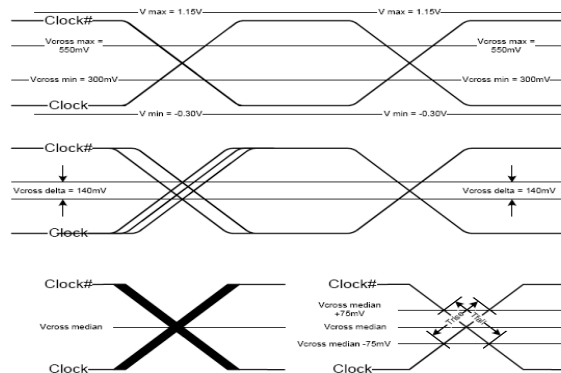 V max = 1.15V
V max = 1.15V
Clock#
Vcross max =
550mV
Vcross max =
550mV
Vcross min = 300mV
Vcross min = 300mV
Clock
V min = -0.30V
V min = -0.30V
Clock#
Vcross delta = 140mV
Vcross delta = 140mV
Clock
Clock#
Vcross median
Clock
Clock#
Vcross median
+75mV
Trise
Tfall
Vcross median
Vcross median -75mV
Clock